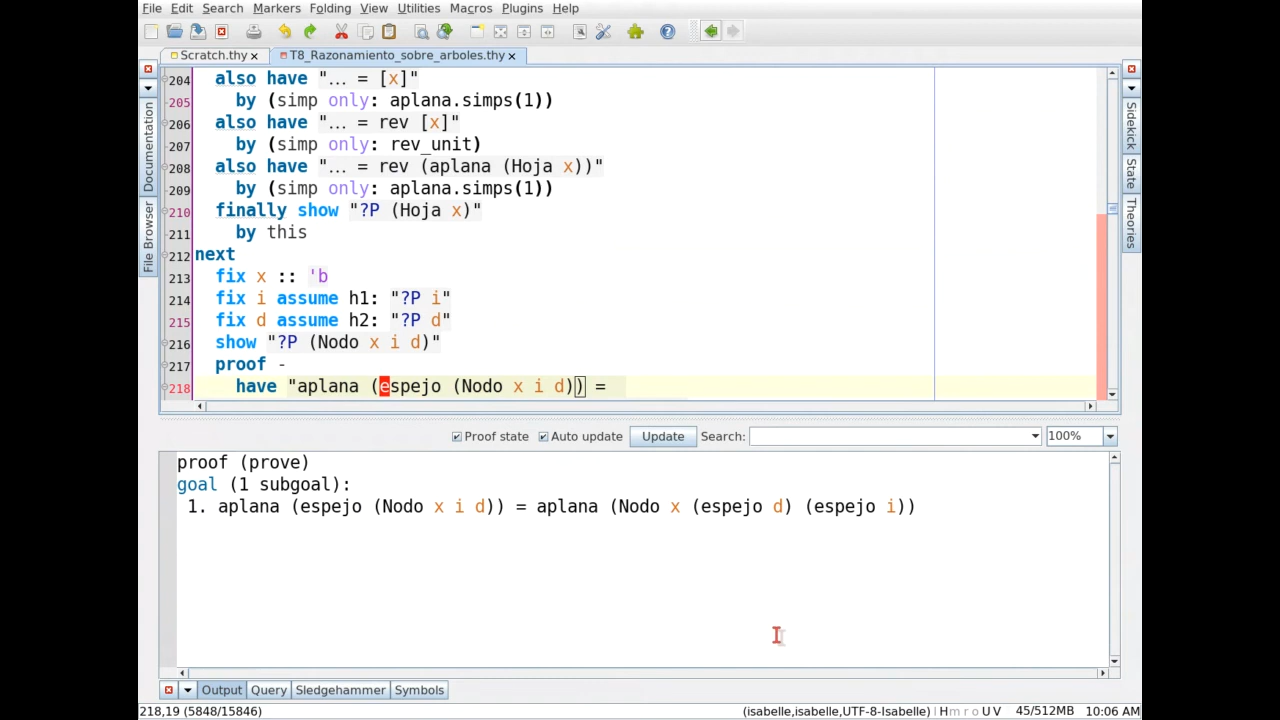 File Edit Search Markers Folding View Utilities Macros Plugins Help
Scratch.thy
T8_Razonamiento_sobre_arboles.thy
204 also have "... = [x]"
205 by (simp only: aplana.simps(1))
206 also have "... = rev [x]"
207 by (simp only: rev_unit)
208 also have "... = rev (aplana (Hoja x))"
209 by (simp only: aplana.simps(1))
210 finally show "?P (Hoja x)"
211 by this
212 next
213 fix x :: 'b
214 fix i assume h1: "?P i"
215 fix d assume h2: "?P d"
216 show "?P (Nodo x i d)"
217 proof -
218 have "aplana (espejo (Nodo x i d)) =
Documentation
File Browser
Sidekick
State
Theories
Proof state Auto update Update Search: 100%
proof (prove)
goal (1 subgoal):
1. aplana (espejo (Nodo x i d)) = aplana (Nodo x (espejo d) (espejo i))
Output Query Sledgehammer Symbols
218,19 (5848/15846) (isabelle,isabelle,UTF-8-Isabelle) | H m r o U V 45/512MB 10:06 AM